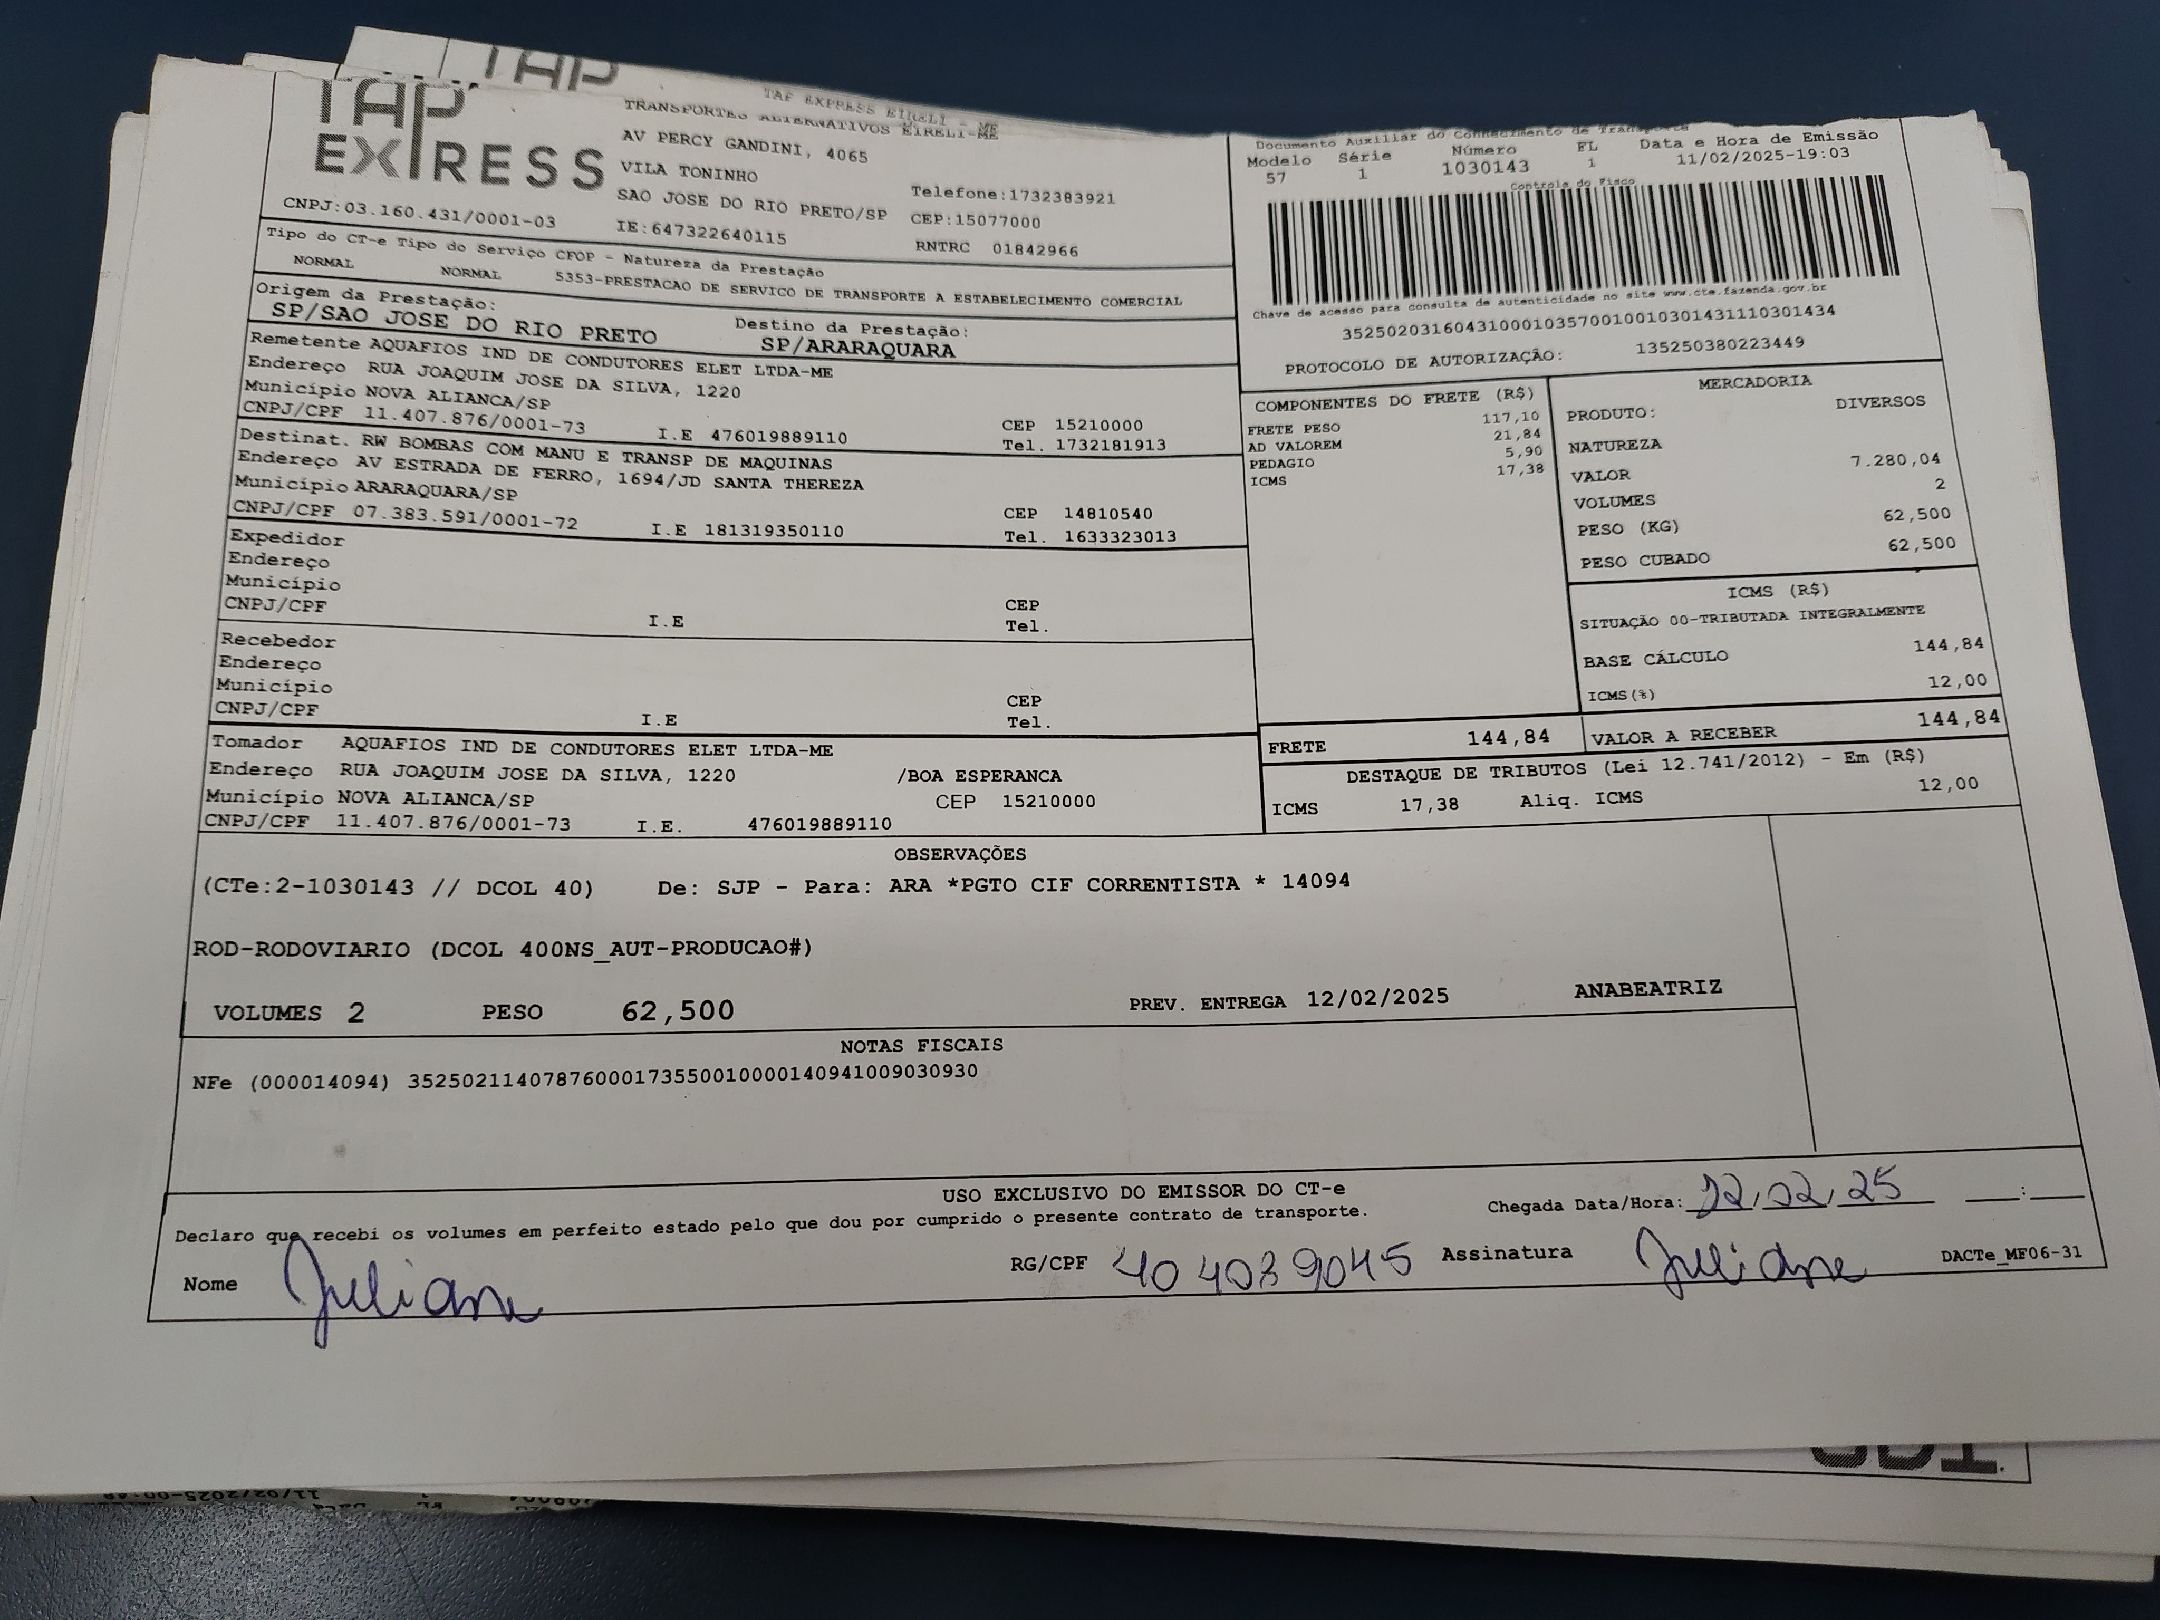 TAP
TAP EXPRESS EIRELI - ME
TAP
EXPRESS
TRANSPORTES ALTERNATIVOS EIRELI-ME
AV PERCY GANDINI, 4065
VILA TONINHO
SAO JOSE DO RIO PRETO/SP
Telefone:1732383921
CEP:15077000
CNPJ:03.160.431/0001-03
IE:647322640115
RNTRC 01842966
Documento Auxiliar do Conhecimento de Transporte
Modelo Série Número FL Data e Hora de Emissão
57 1 1030143 1 11/02/2025-19:03
Controle do Fisco
Chave de acesso para consulta de autenticidade no site www.cte.fazenda.gov.br
35250203160431000103570010010301431110301434
PROTOCOLO DE AUTORIZAÇÃO: 135250380223449
Tipo do CT-e Tipo do Serviço CFOP - Natureza da Prestação
NORMAL NORMAL 5353-PRESTACAO DE SERVICO DE TRANSPORTE A ESTABELECIMENTO COMERCIAL
Origem da Prestação: Destino da Prestação:
SP/SAO JOSE DO RIO PRETO SP/ARARAQUARA
Remetente AQUAFIOS IND DE CONDUTORES ELET LTDA-ME
Endereço RUA JOAQUIM JOSE DA SILVA, 1220
Município NOVA ALIANCA/SP CEP 15210000
CNPJ/CPF 11.407.876/0001-73 I.E 476019889110 Tel. 1732181913
Destinat. RW BOMBAS COM MANU E TRANSP DE MAQUINAS
Endereço AV ESTRADA DE FERRO, 1694/JD SANTA THEREZA
Município ARARAQUARA/SP CEP 14810540
CNPJ/CPF 07.383.591/0001-72 I.E 181319350110 Tel. 1633323013
Expedidor
Endereço
Município CEP
CNPJ/CPF I.E Tel.
Recebedor
Endereço
Município CEP
CNPJ/CPF I.E Tel.
Tomador AQUAFIOS IND DE CONDUTORES ELET LTDA-ME
Endereço RUA JOAQUIM JOSE DA SILVA, 1220 /BOA ESPERANCA
Município NOVA ALIANCA/SP CEP 15210000
CNPJ/CPF 11.407.876/0001-73 I.E. 476019889110
COMPONENTES DO FRETE (R$)
FRETE PESO 117,10
AD VALOREM 21,84
PEDAGIO 5,90
ICMS 17,38
MERCADORIA
PRODUTO: DIVERSOS
NATUREZA
VALOR 7.280,04
VOLUMES 2
PESO (KG) 62,500
PESO CUBADO 62,500
ICMS (R$)
SITUAÇÃO 00-TRIBUTADA INTEGRALMENTE
BASE CÁLCULO 144,84
ICMS(%) 12,00
FRETE 144,84 VALOR A RECEBER 144,84
DESTAQUE DE TRIBUTOS (Lei 12.741/2012) - Em (R$)
ICMS 17,38 Aliq. ICMS 12,00
OBSERVAÇÕES
(CTe:2-1030143 // DCOL 40) De: SJP - Para: ARA *PGTO CIF CORRENTISTA * 14094
ROD-RODOVIARIO (DCOL 400NS_AUT-PRODUCAO#)
VOLUMES 2 PESO 62,500 PREV. ENTREGA 12/02/2025 ANABEATRIZ
NOTAS FISCAIS
NFe (000014094) 35250211407876000173550010000140941009030930
USO EXCLUSIVO DO EMISSOR DO CT-e
Declaro que recebi os volumes em perfeito estado pelo que dou por cumprido o presente contrato de transporte.
Chegada Data/Hora: 12/02/25 __:__
Nome Juliane RG/CPF 404039045 Assinatura Juliane DACTe_MF06-31